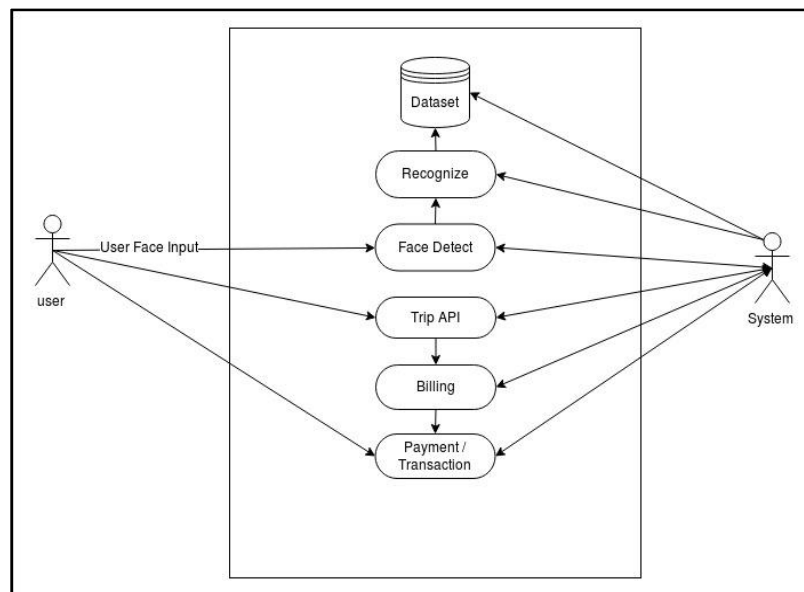 Dataset
Recognize
User Face Input
Face Detect
user
Trip API
System
Billing
Payment /
Transaction